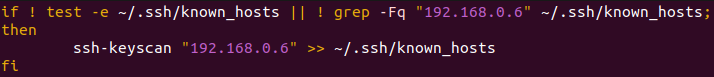 if ! test -e ~/.ssh/known_hosts || ! grep -Fq "192.168.0.6" ~/.ssh/known_hosts;
then
        ssh-keyscan "192.168.0.6" >> ~/.ssh/known_hosts
fi